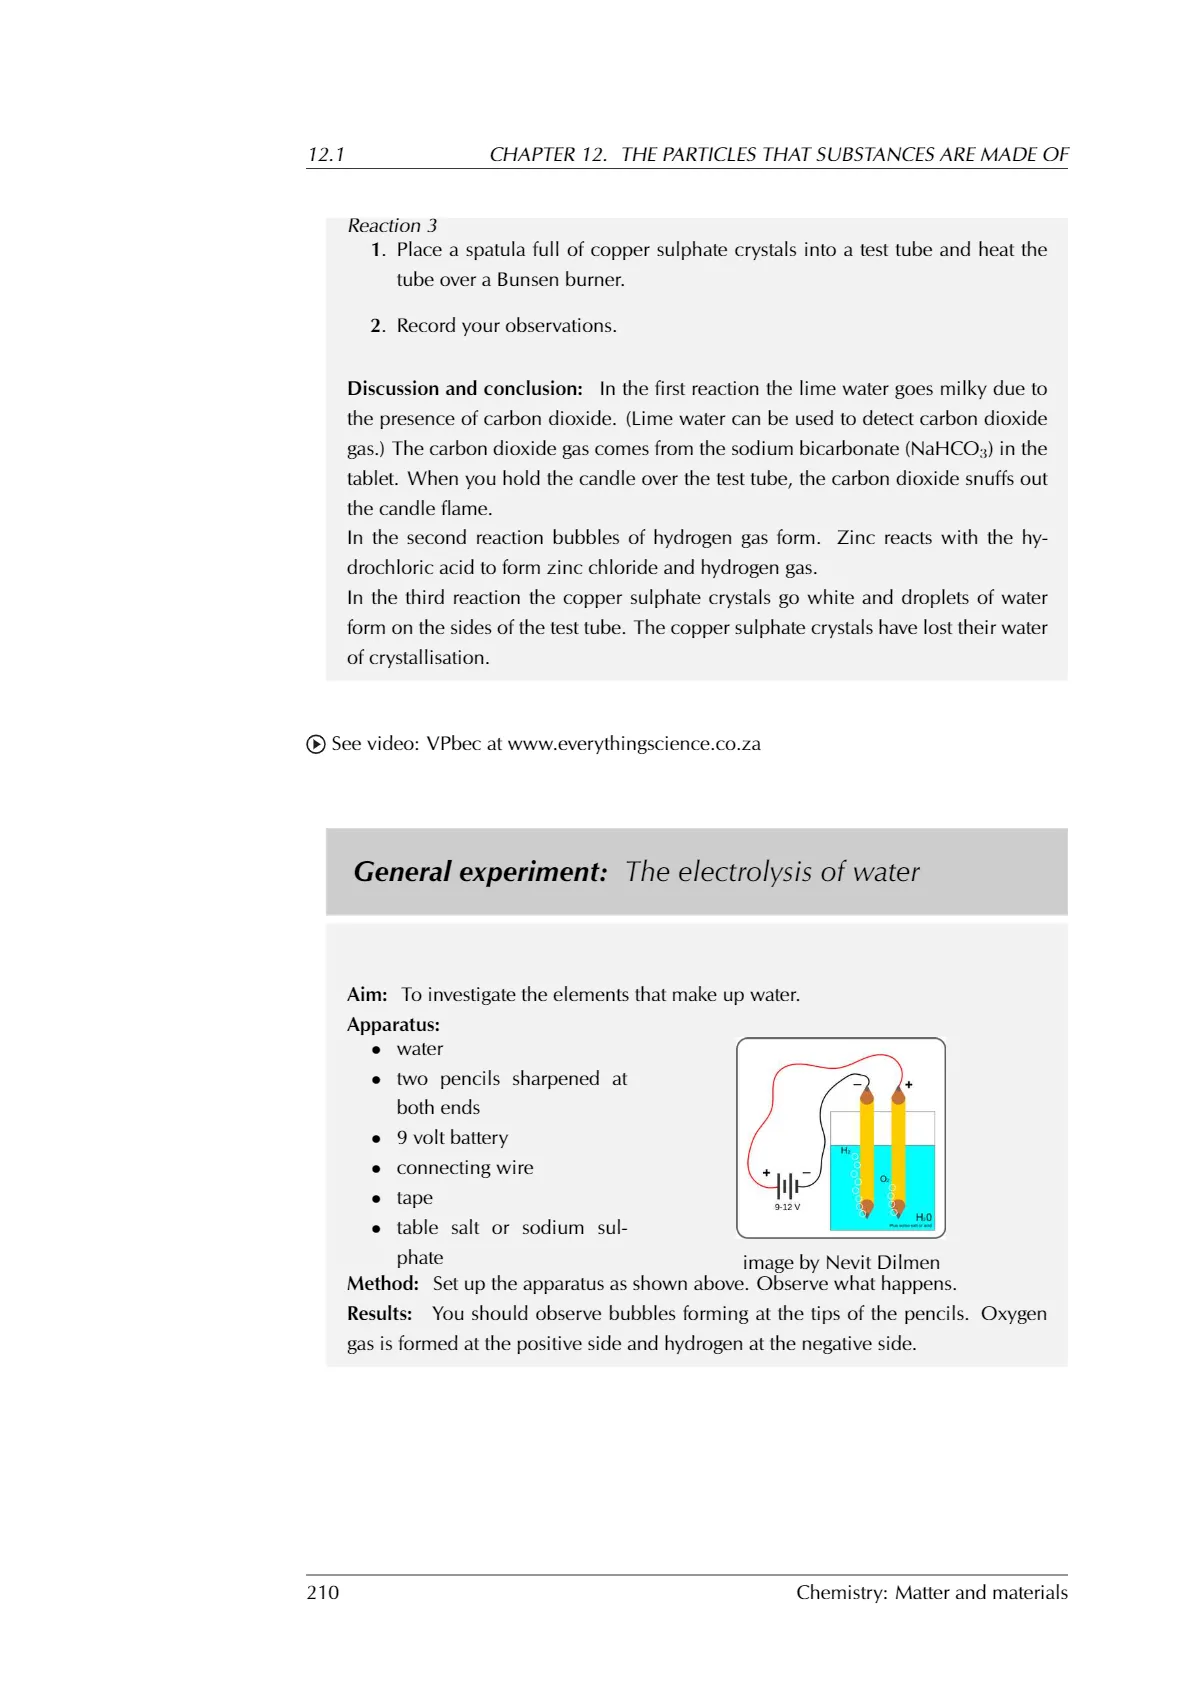 12.1 CHAPTER 12. THE PARTICLES THAT SUBSTANCES ARE MADE OF
Reaction 3
1. Place a spatula full of copper sulphate crystals into a test tube and heat the
tube over a Bunsen burner.
2. Record your observations.
Discussion and conclusion: In the first reaction the lime water goes milky due to
the presence of carbon dioxide. (Lime water can be used to detect carbon dioxide
gas.) The carbon dioxide gas comes from the sodium bicarbonate (NaHCO₃) in the
tablet. When you hold the candle over the test tube, the carbon dioxide snuffs out
the candle flame.
In the second reaction bubbles of hydrogen gas form. Zinc reacts with the hy-
drochloric acid to form zinc chloride and hydrogen gas.
In the third reaction the copper sulphate crystals go white and droplets of water
form on the sides of the test tube. The copper sulphate crystals have lost their water
of crystallisation.
See video: VPbec at www.everythingscience.co.za
General experiment: The electrolysis of water
Aim: To investigate the elements that make up water.
Apparatus:
• water
• two pencils sharpened at
both ends
• 9 volt battery
• connecting wire
• tape
• table salt or sodium sul-
phate
− +
H₂
O₂
+ −
9-12 V
H₂0
image by Nevit Dilmen
Method: Set up the apparatus as shown above. Observe what happens.
Results: You should observe bubbles forming at the tips of the pencils. Oxygen
gas is formed at the positive side and hydrogen at the negative side.
210 Chemistry: Matter and materials